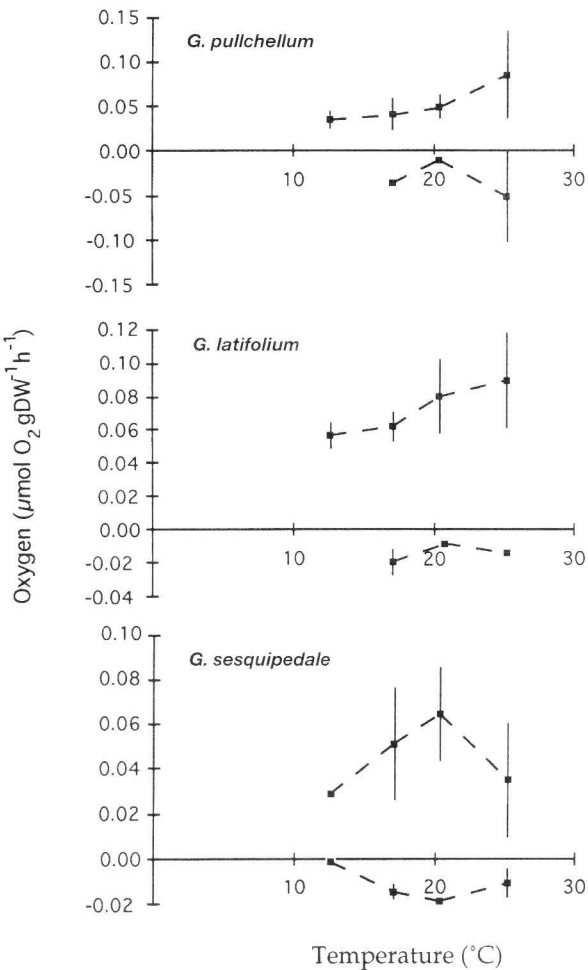 0.15
G. pullchellum
0.10
0.05
0.00
10 20 30
-0.05
-0.10
-0.15
0.12
G. latifolium
0.10
0.08
0.06
0.04
0.02
0.00
10 20 30
-0.02
-0.04
0.10
G. sesquipedale
0.08
0.06
0.04
0.02
0.00
10 20 30
-0.02
Oxygen (µmol O₂ gDW⁻¹h⁻¹)
Temperature (°C)